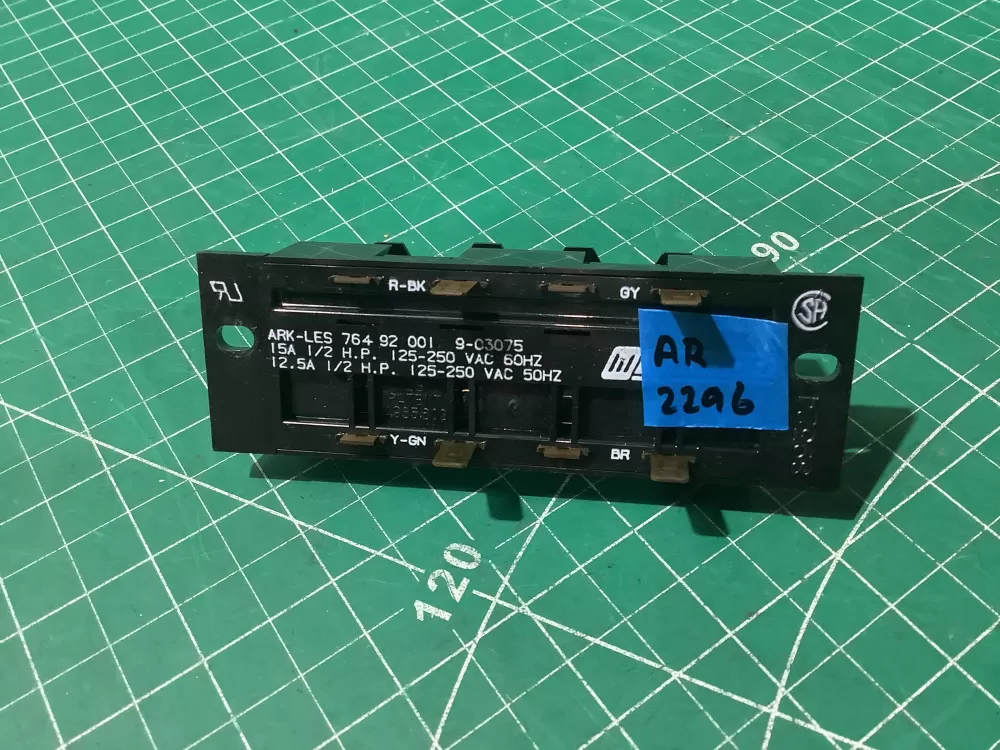 R-BK
GY
ARK-LES 764 92 001 9-03075
15A 1/2 H.P. 125-250 VAC 60HZ
12.5A 1/2 H.P. 125-250 VAC 50HZ
AR
2296
Y-GN
BR
90
120